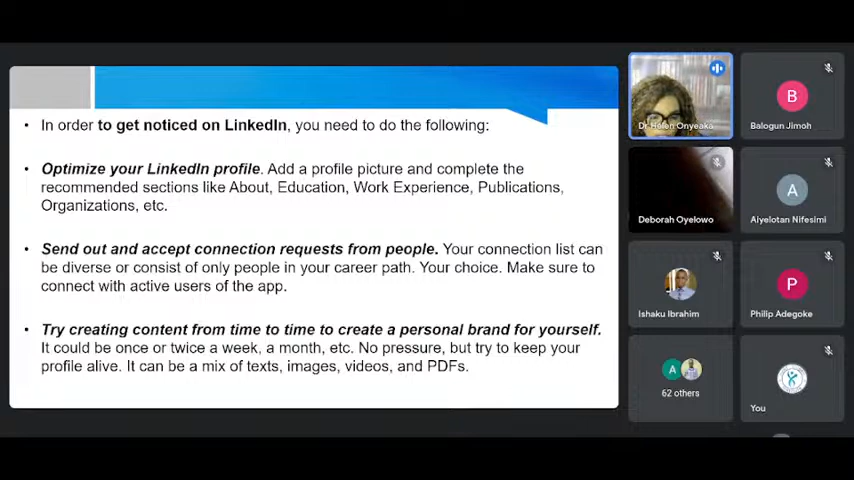 • In order to get noticed on LinkedIn, you need to do the following:
• Optimize your LinkedIn profile. Add a profile picture and complete the
recommended sections like About, Education, Work Experience, Publications,
Organizations, etc.
• Send out and accept connection requests from people. Your connection list can
be diverse or consist of only people in your career path. Your choice. Make sure to
connect with active users of the app.
• Try creating content from time to time to create a personal brand for yourself.
It could be once or twice a week, a month, etc. No pressure, but try to keep your
profile alive. It can be a mix of texts, images, videos, and PDFs.
Dr Helen Onyeaka
B
Balogun Jimoh
Deborah Oyelowo
A
Aiyelotan Nifesimi
Ishaku Ibrahim
P
Philip Adegoke
A
62 others
You